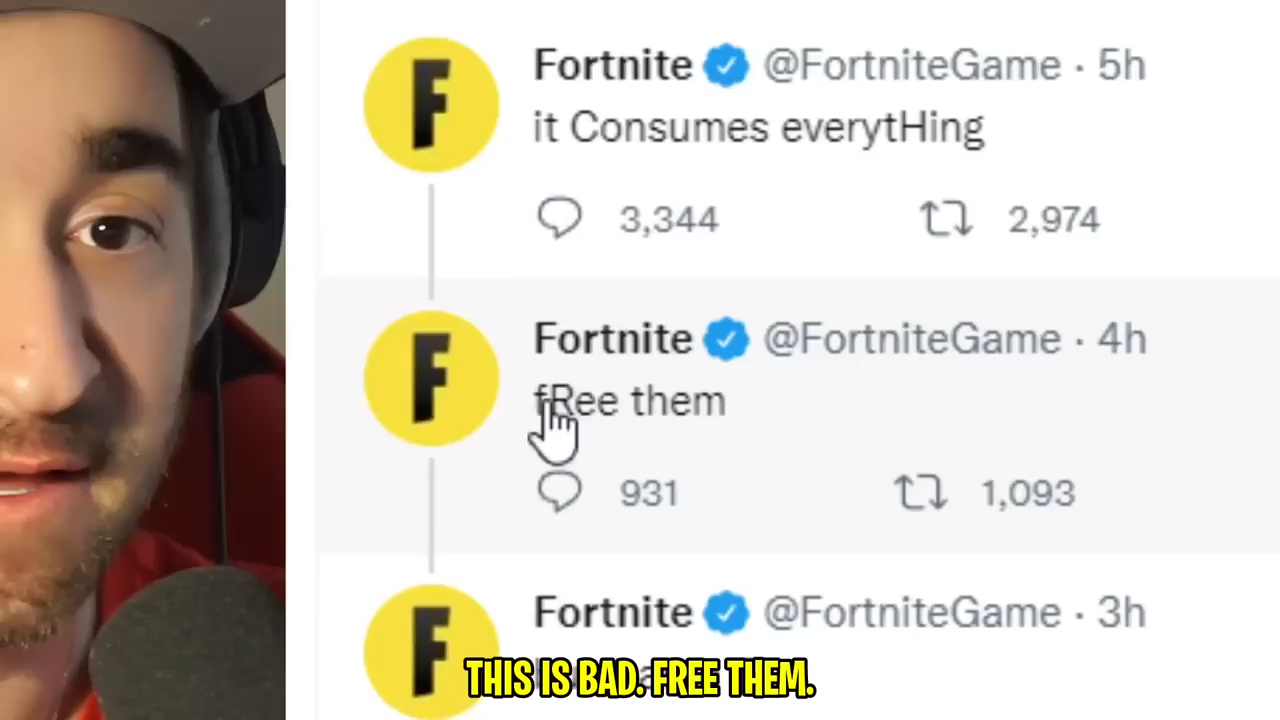 Fortnite @FortniteGame · 5h
it Consumes everytHing
3,344 2,974
Fortnite @FortniteGame · 4h
fRee them
931 1,093
Fortnite @FortniteGame · 3h
THIS IS BAD. FREE THEM.